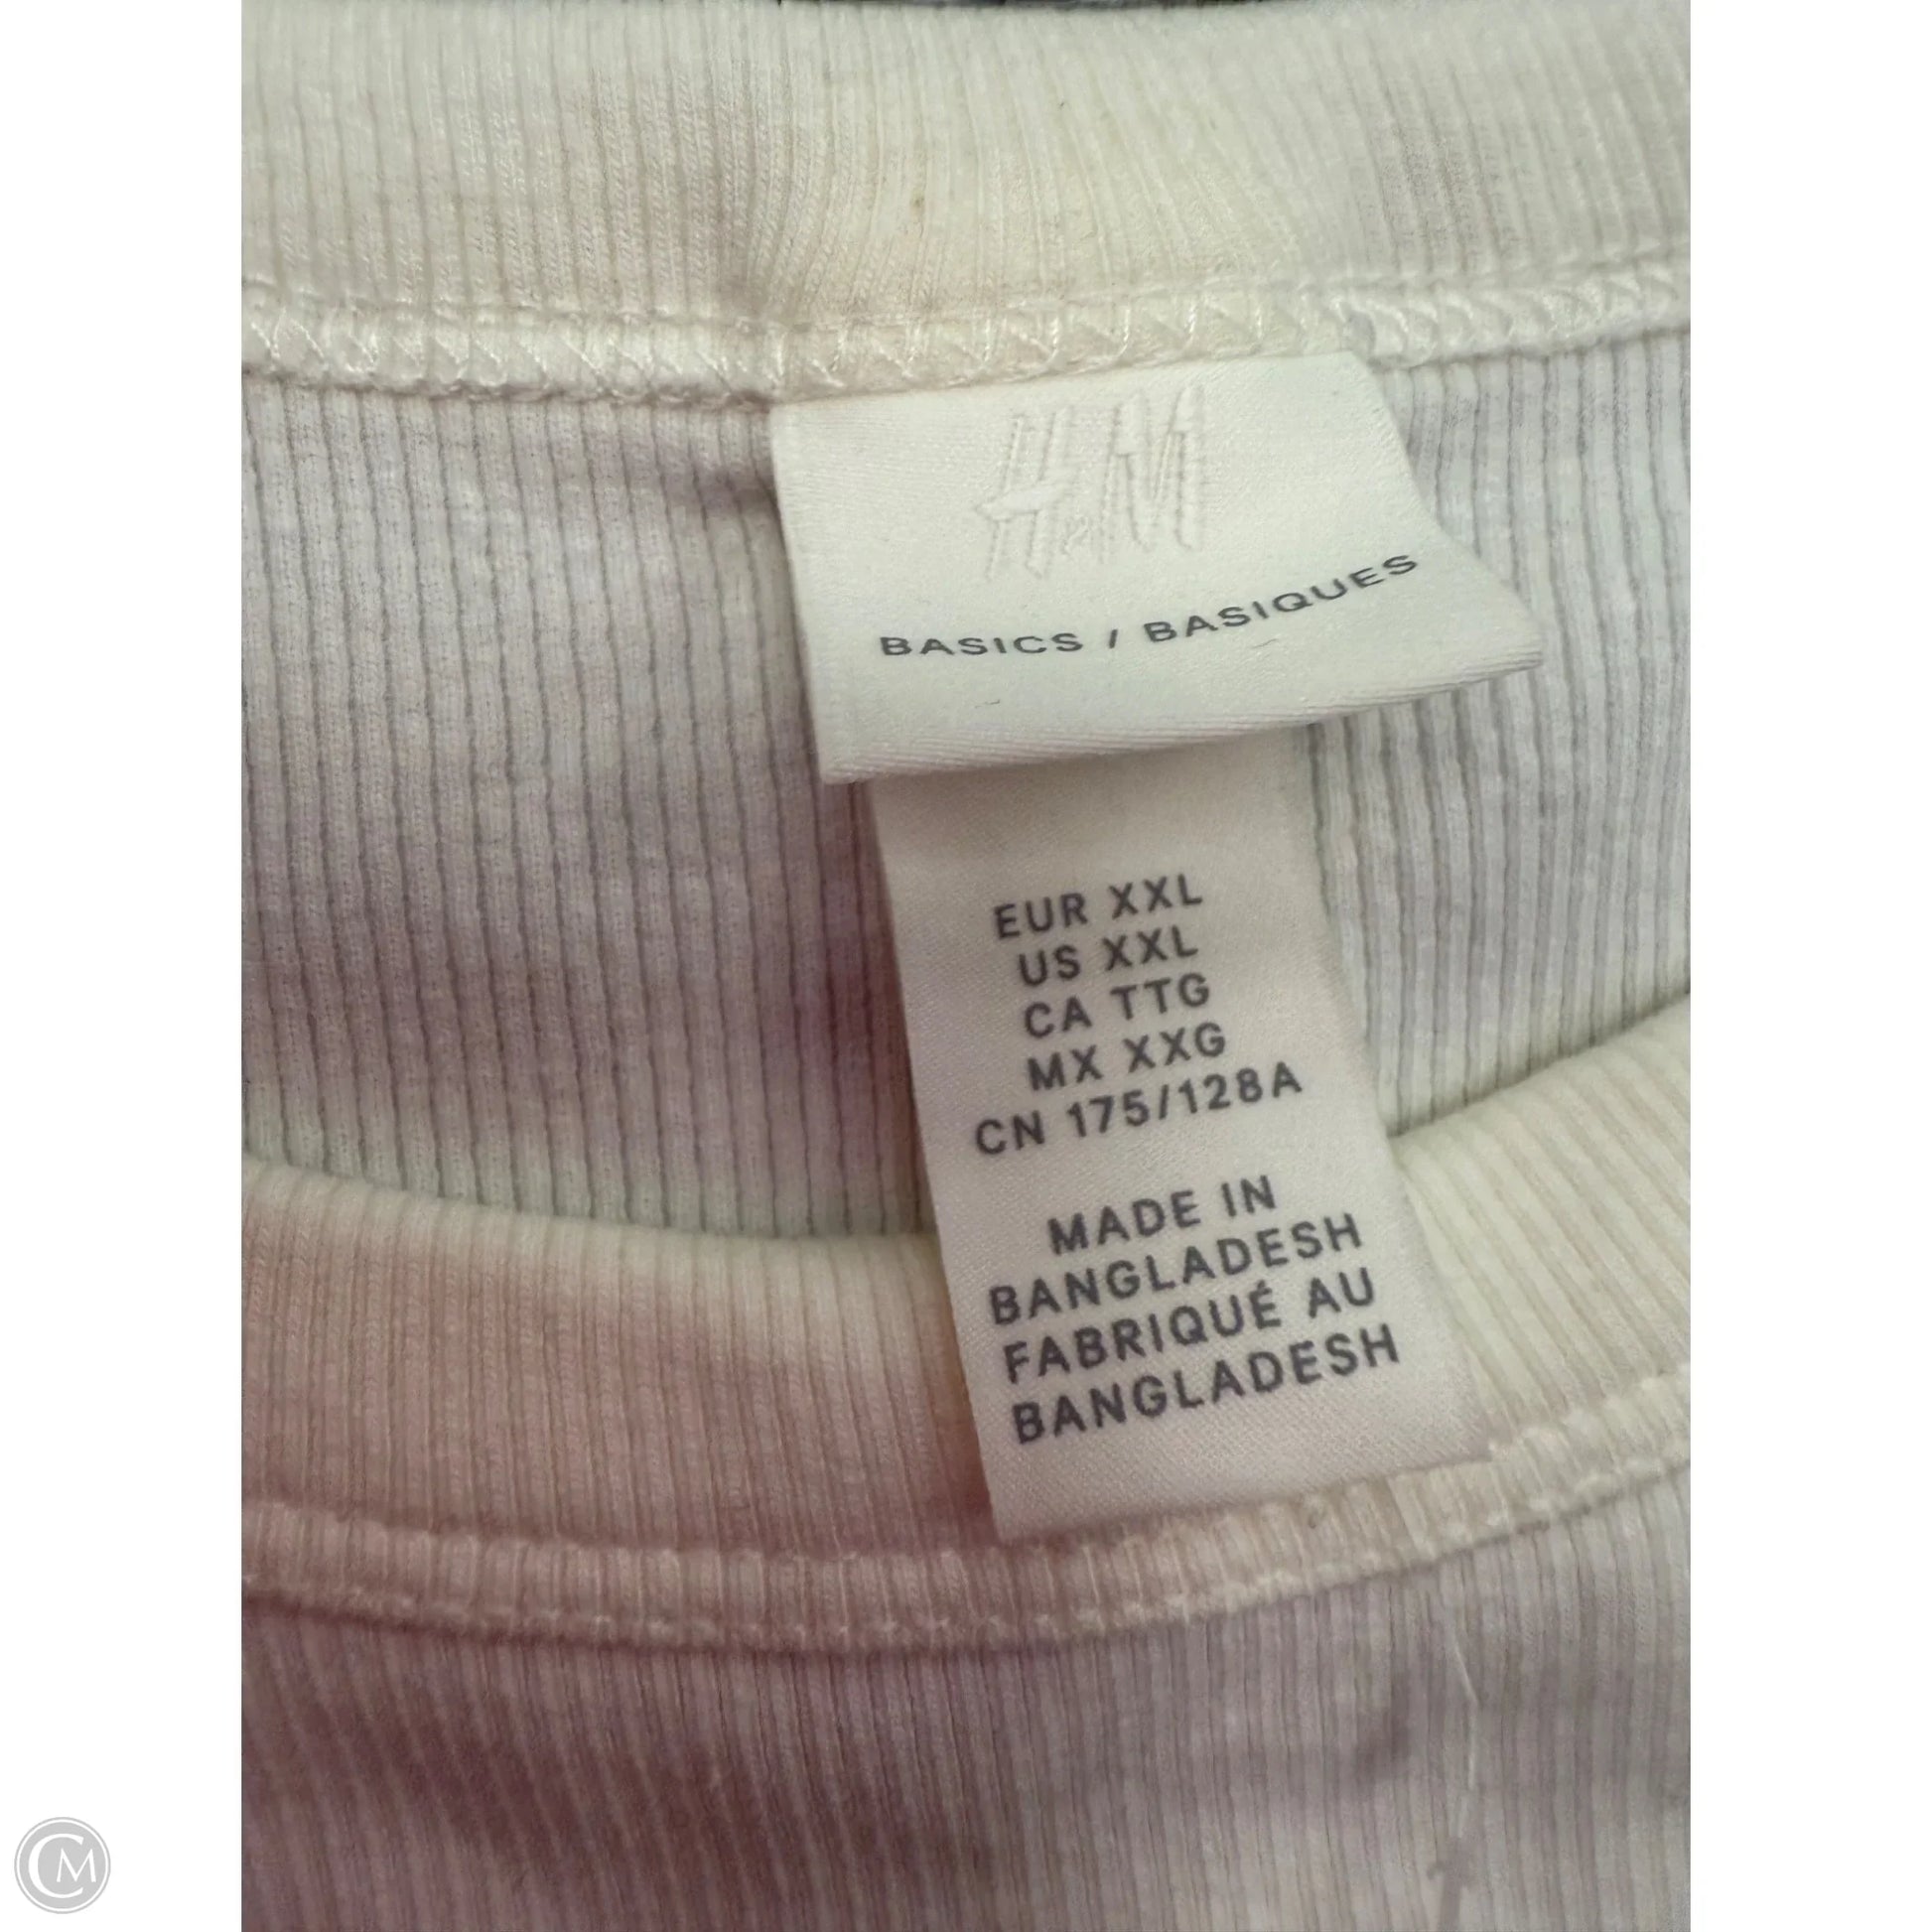 H&M
BASICS / BASIQUES
EUR XXL
US XXL
CA TTG
MX XXG
CN 175/128A
MADE IN
BANGLADESH
FABRIQUÉ AU
BANGLADESH
CM